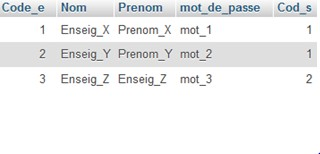 Code_e Nom Prenom mot_de_passe Cod_s
1 Enseig_X Prenom_X mot_1 1
2 Enseig_Y Prenom_Y mot_2 1
3 Enseig_Z Enseig_Z mot_3 2